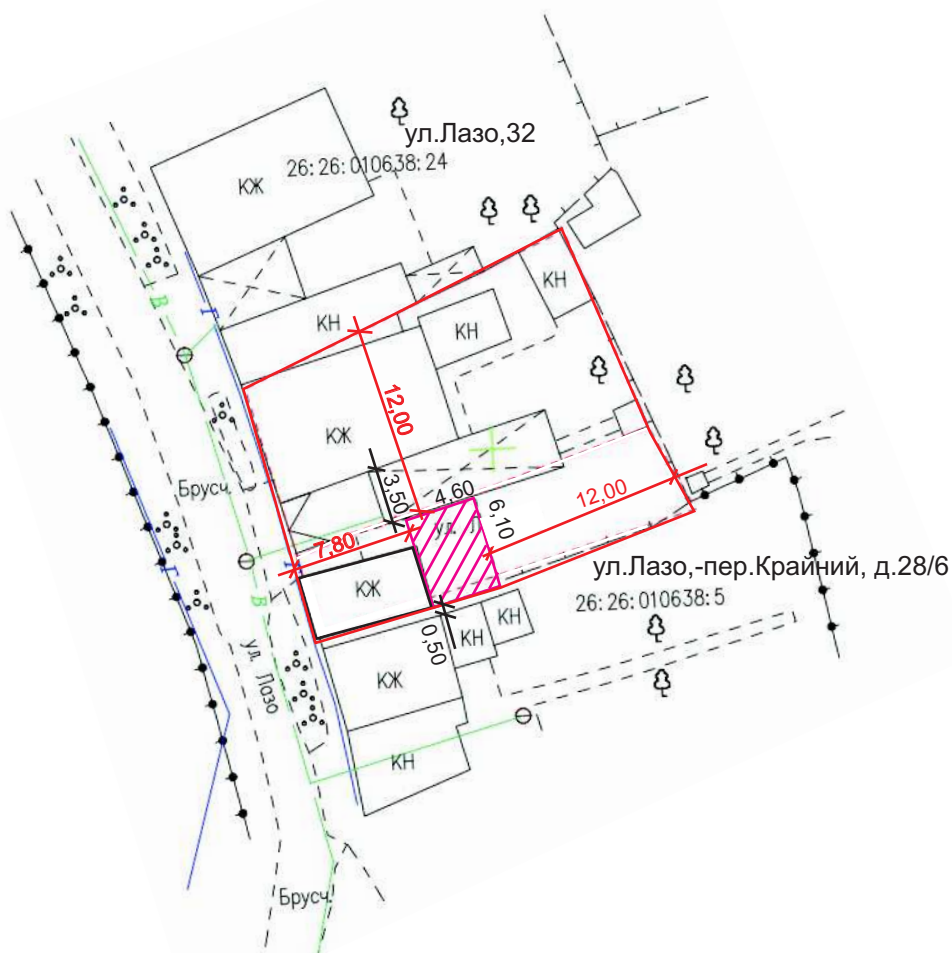 ул.Лазо,32
26:26:010638:24
КЖ
В
Г
КН
КН
КН
12,00
КЖ
3,50
4,60
12,00
Брусч.
6,10
ул. Л
7,80
ул.Лазо,-пер.Крайний, д.28/6
26:26:010638:5
Г
Г
В
КЖ
КН
КН
0,50
ул. Лазо
КЖ
КН
Брусч.